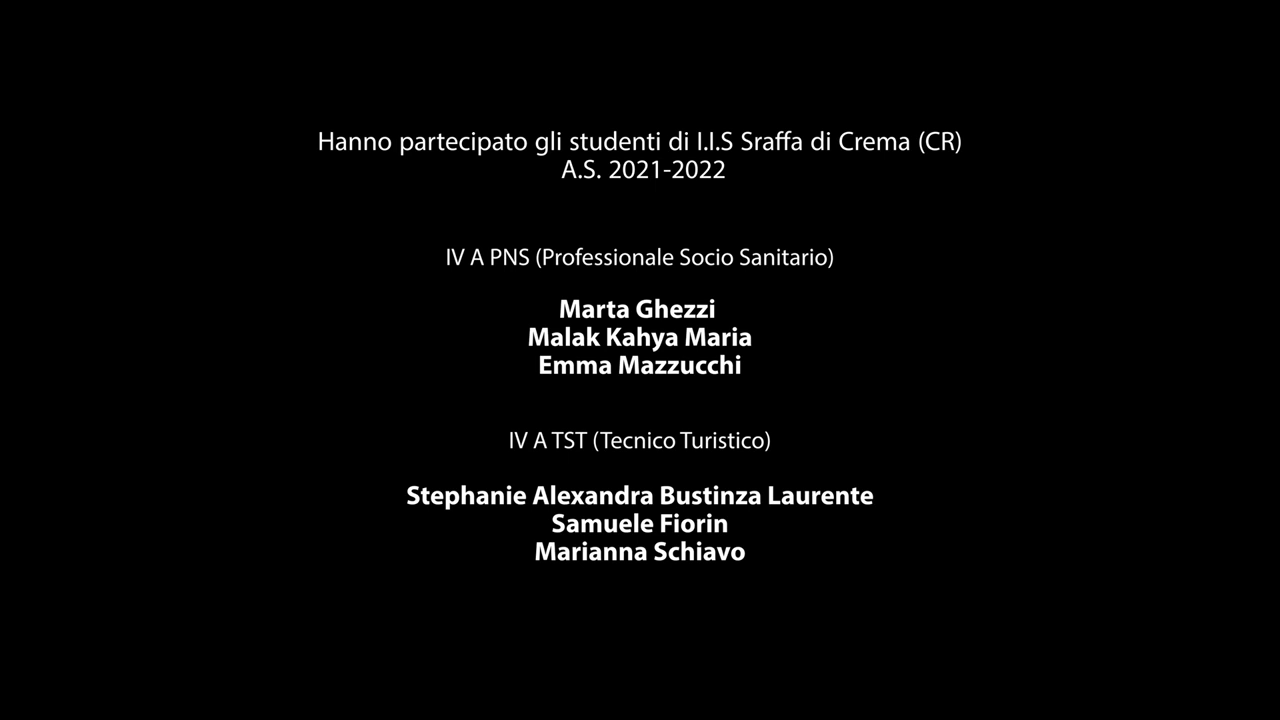 Hanno partecipato gli studenti di I.I.S Sraffa di Crema (CR)
A.S. 2021-2022
IV A PNS (Professionale Socio Sanitario)
Marta Ghezzi
Malak Kahya Maria
Emma Mazzucchi
IV A TST (Tecnico Turistico)
Stephanie Alexandra Bustinza Laurente
Samuele Fiorin
Marianna Schiavo